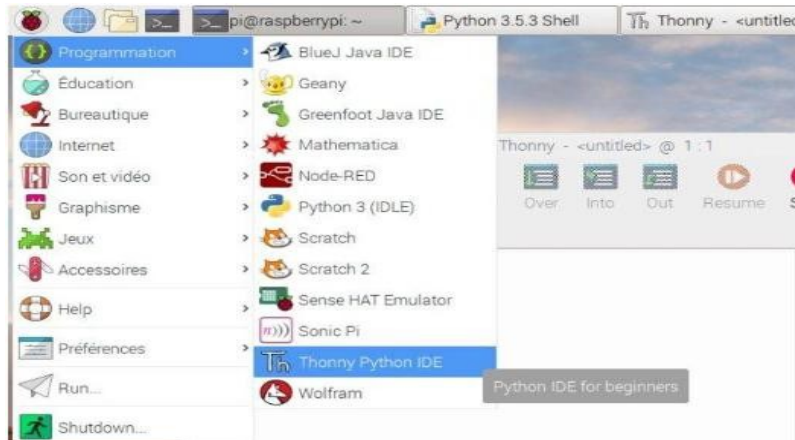 pi@raspberrypi: ~
Python 3.5.3 Shell
Thonny - <untitled
Programmation
Éducation
Bureautique
Internet
Son et vidéo
Graphisme
Jeux
Accessoires
Help
Préférences
Run...
Shutdown...
BlueJ Java IDE
Geany
Greenfoot Java IDE
Mathematica
Node-RED
Python 3 (IDLE)
Scratch
Scratch 2
Sense HAT Emulator
Sonic Pi
Thonny Python IDE
Wolfram
Thonny - <untitled> @ 1 : 1
Over Into Out Resume S
Python IDE for beginners